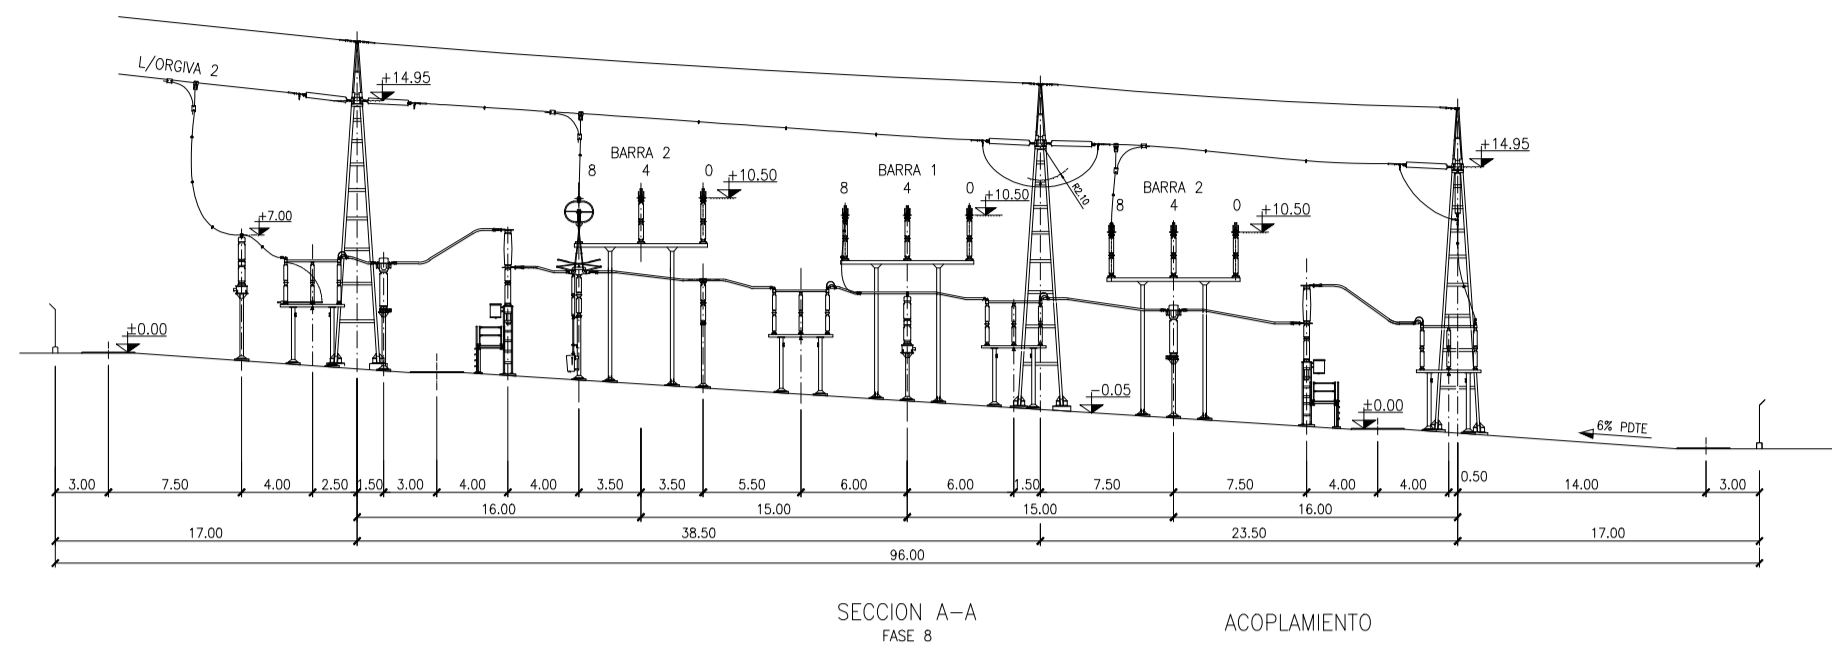 L/ORGIVA 2
+14.95
BARRA 2
8 4 0
+10.50
BARRA 1
8 4 0
+10.50
R2.10
BARRA 2
8 4 0
+10.50
+14.95
+7.00
±0.00
-0.05
±0.00
6% PDTE
3.00 7.50 4.00 2.50 1.50 3.00 4.00 4.00 3.50 3.50 5.50 6.00 6.00 1.50 7.50 7.50 4.00 4.00 0.50 14.00 3.00
16.00 15.00 15.00 16.00
17.00 38.50 23.50 17.00
96.00
SECCION A-A
FASE 8
ACOPLAMIENTO